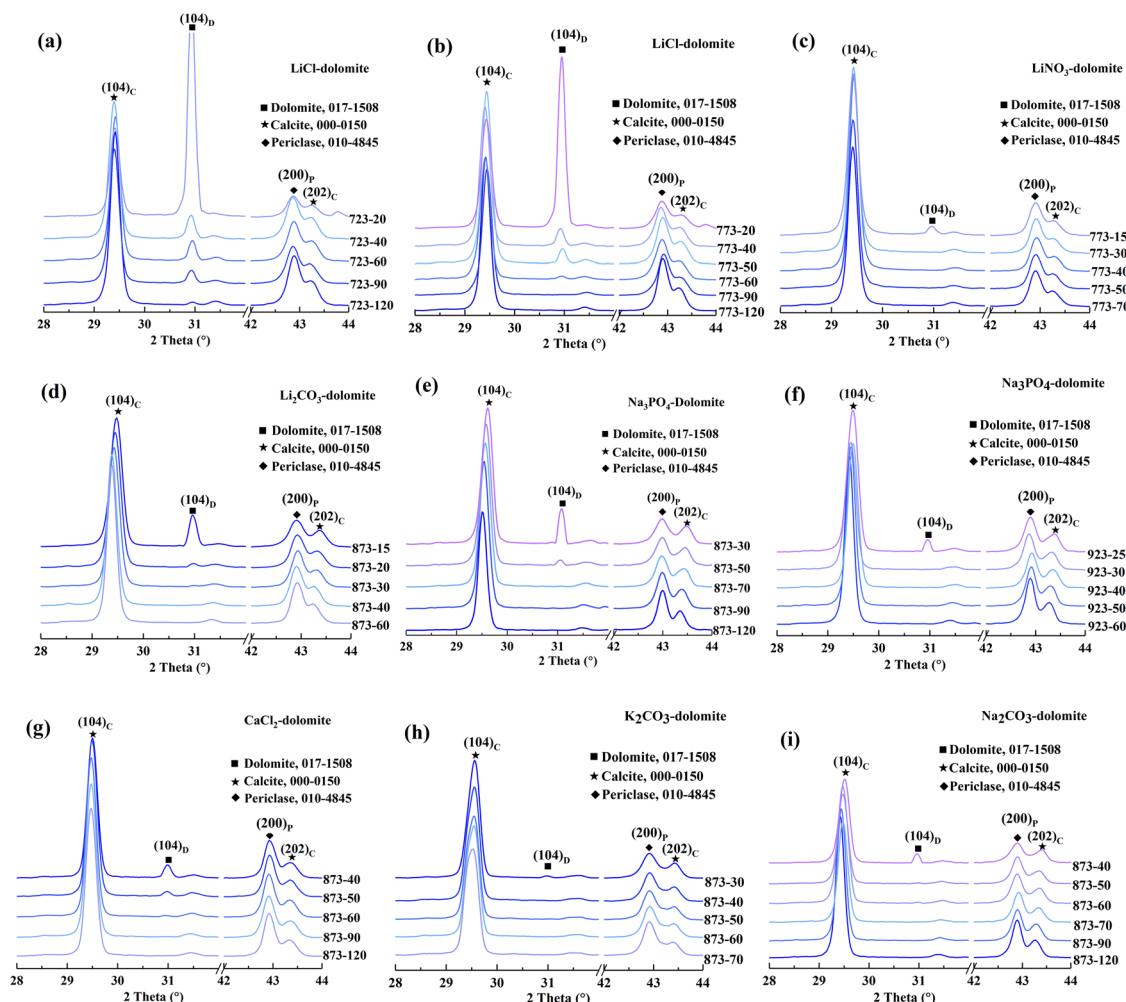 (a)
(104)D
LiCl-dolomite
(104)C
■ Dolomite, 017-1508
★ Calcite, 000-0150
◆ Periclase, 010-4845
(200)P
(202)C
723-20
723-40
723-60
723-90
723-120
28 29 30 31 42 43 44
2 Theta (°)
(b)
(104)D
LiCl-dolomite
(104)C
■ Dolomite, 017-1508
★ Calcite, 000-0150
◆ Periclase, 010-4845
(200)P
(202)C
773-20
773-40
773-50
773-60
773-90
773-120
28 29 30 31 42 43 44
2 Theta (°)
(c)
(104)C
LiNO3-dolomite
■ Dolomite, 017-1508
★ Calcite, 000-0150
◆ Periclase, 010-4845
(200)P
(202)C
(104)D
773-15
773-30
773-40
773-50
773-70
28 29 30 31 42 43 44
2 Theta (°)
(d)
(104)C
Li2CO3-dolomite
■ Dolomite, 017-1508
★ Calcite, 000-0150
◆ Periclase, 010-4845
(104)D
(200)P
(202)C
873-15
873-20
873-30
873-40
873-60
28 29 30 31 42 43 44
2 Theta (°)
(e)
(104)C
Na3PO4-Dolomite
■ Dolomite, 017-1508
★ Calcite, 000-0150
◆ Periclase, 010-4845
(104)D
(200)P
(202)C
873-30
873-50
873-70
873-90
873-120
28 29 30 31 42 43 44
2 Theta (°)
(f)
(104)C
Na3PO4-dolomite
■ Dolomite, 017-1508
★ Calcite, 000-0150
◆ Periclase, 010-4845
(200)P
(104)D
(202)C
923-25
923-30
923-40
923-50
923-60
28 29 30 31 42 43 44
2 Theta (°)
(g)
(104)C
CaCl2-dolomite
■ Dolomite, 017-1508
★ Calcite, 000-0150
◆ Periclase, 010-4845
(200)P
(104)D
(202)C
873-40
873-50
873-60
873-90
873-120
28 29 30 31 42 43 44
2 Theta (°)
(h)
K2CO3-dolomite
(104)C
■ Dolomite, 017-1508
★ Calcite, 000-0150
◆ Periclase, 010-4845
(200)P
(104)D
(202)C
873-30
873-40
873-50
873-60
873-70
28 29 30 31 42 43 44
2 Theta (°)
(i)
Na2CO3-dolomite
(104)C
■ Dolomite, 017-1508
★ Calcite, 000-0150
◆ Periclase, 010-4845
(200)P
(104)D
(202)C
873-40
873-50
873-60
873-70
873-90
873-120
28 29 30 31 42 43 44
2 Theta (°)